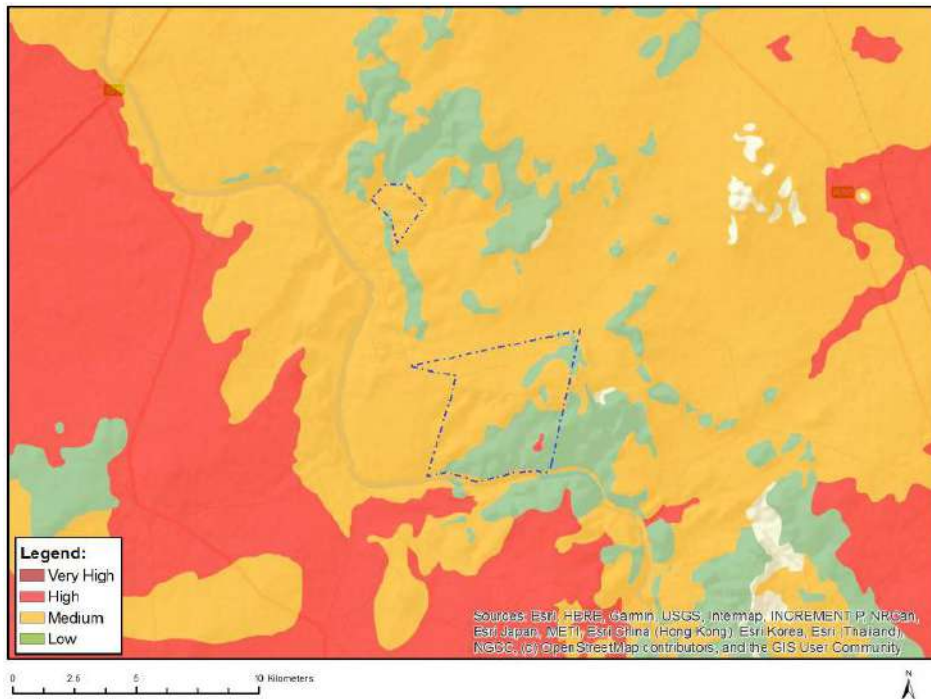 Legend:
Very High
High
Medium
Low
Sources: Esri, HERE, Garmin, USGS, Intermap, INCREMENT P, NRCan,
Esri Japan, METI, Esri China (Hong Kong), Esri Korea, Esri (Thailand),
NGCC, (c) OpenStreetMap contributors, and the GIS User Community
0 2.5 5 10 Kilometers
N